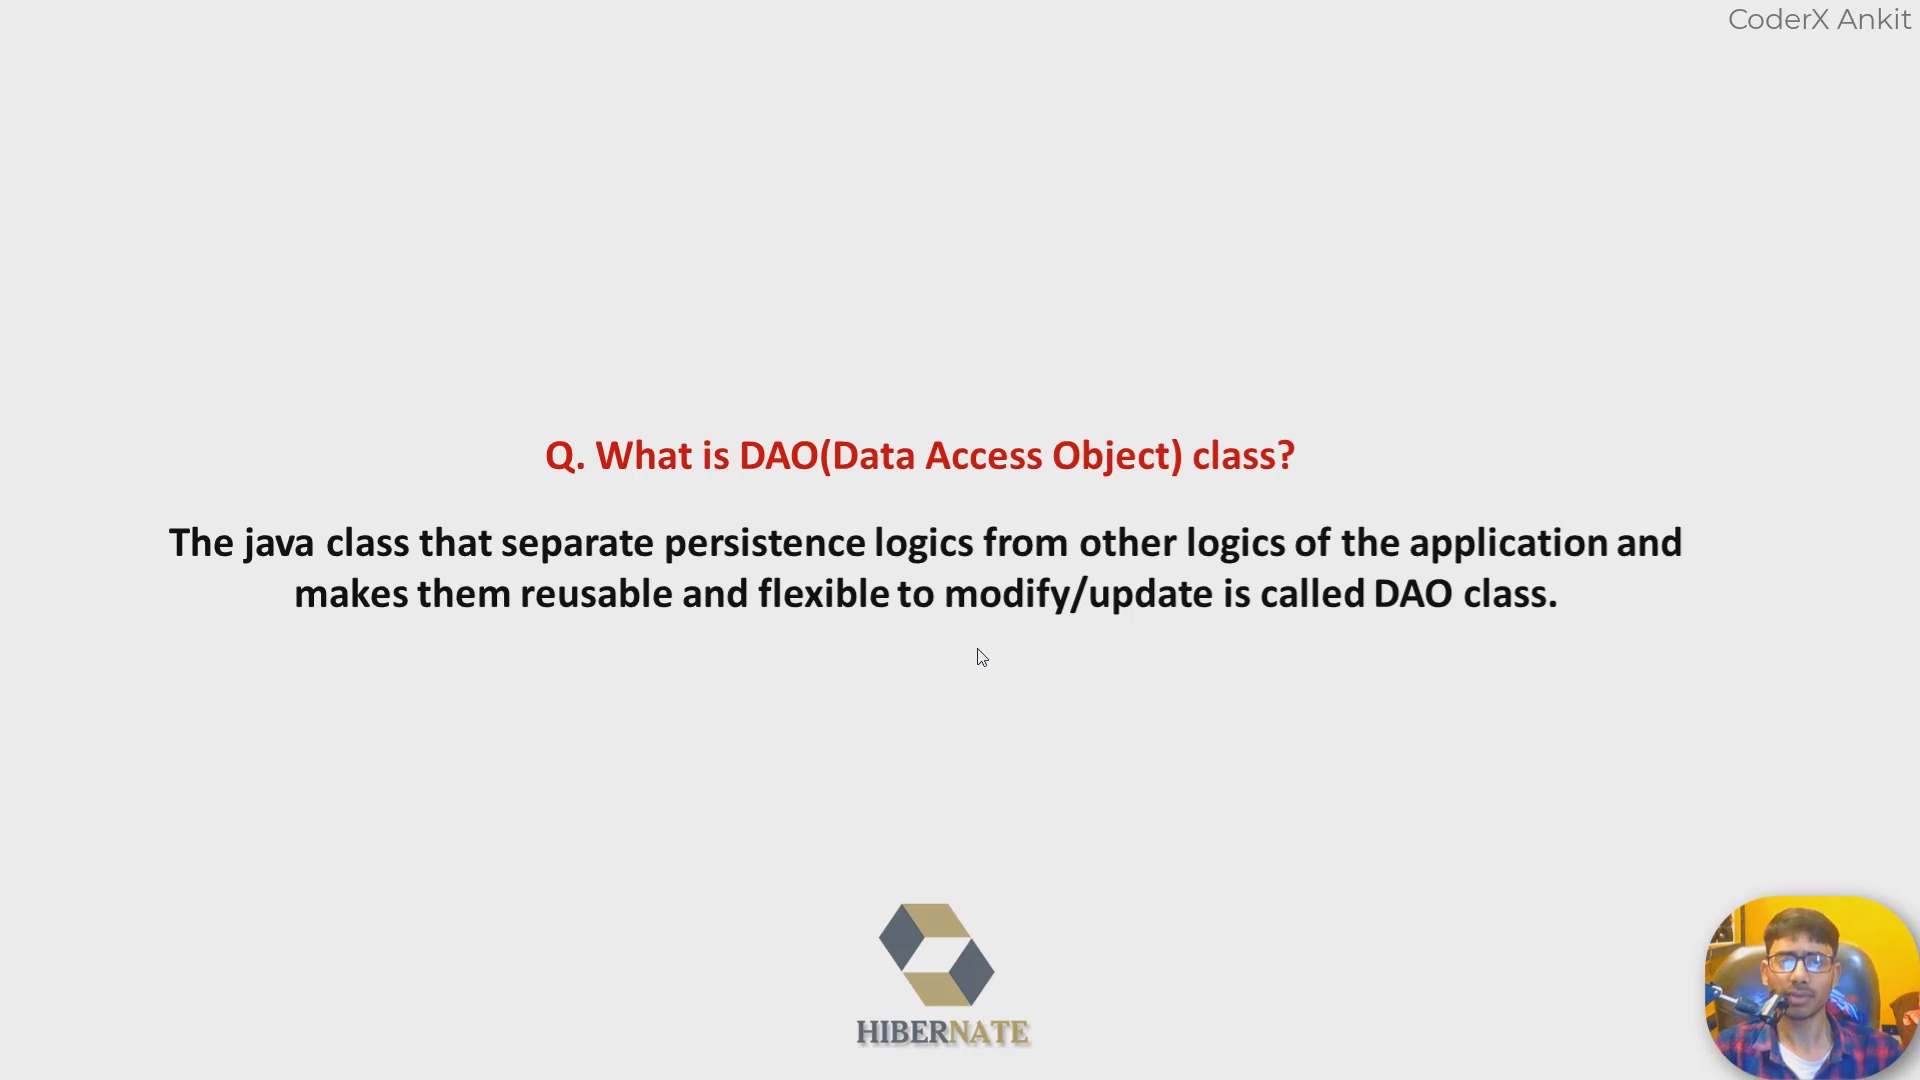 CoderX Ankit
Q. What is DAO(Data Access Object) class?
The java class that separate persistence logics from other logics of the application and
makes them reusable and flexible to modify/update is called DAO class.
HIBERNATE